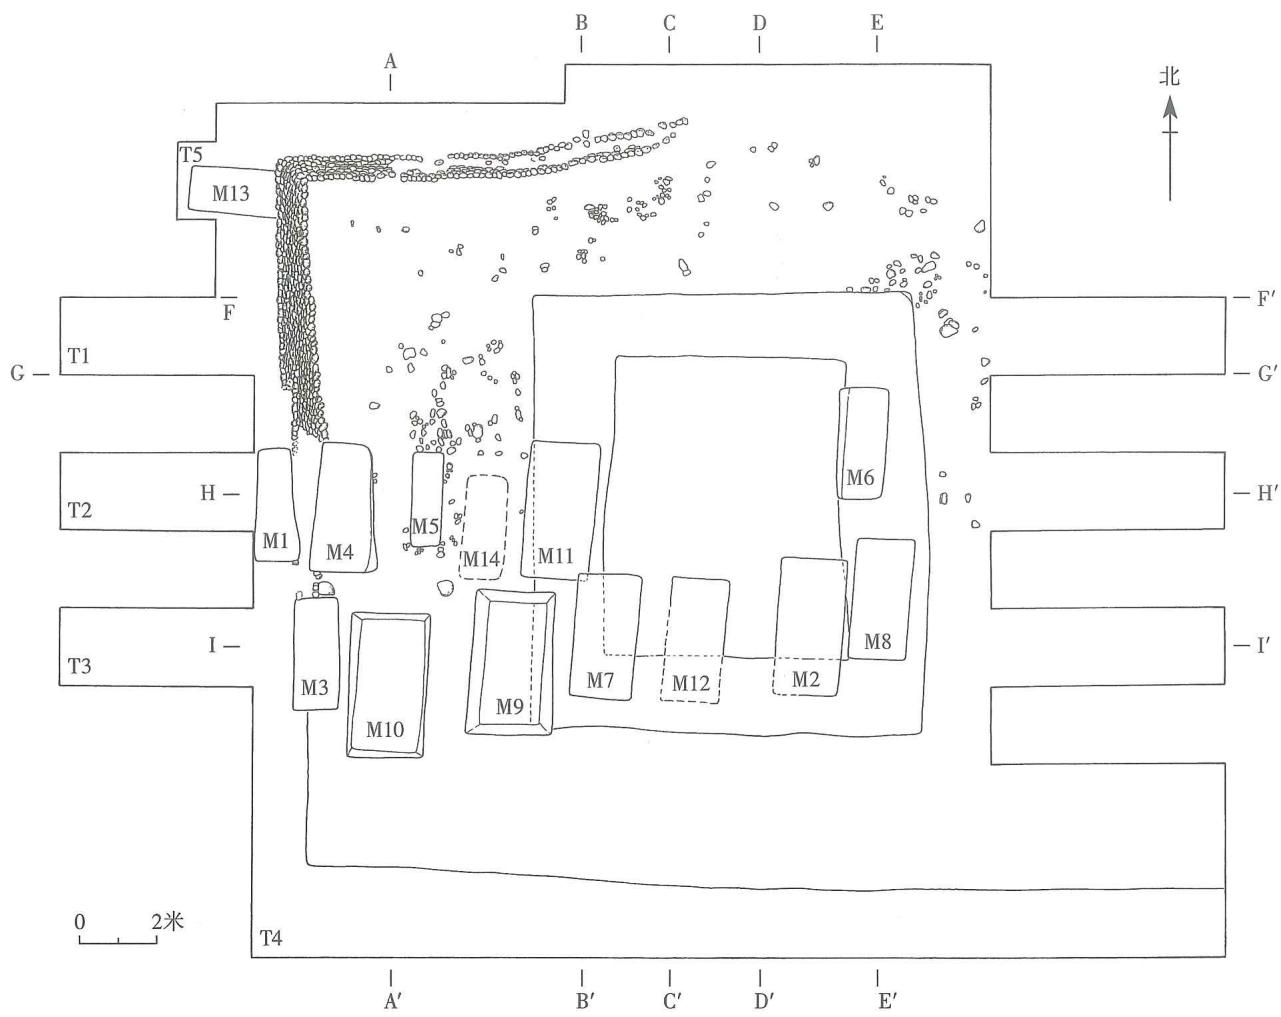 B C D E
A
北
T5
M13
F F′
T1
G G′
M6
H H′
T2
M5
M1 M4 M14 M11
I I′
M8
T3
M3 M7 M12 M2
M9
M10
0 2米
T4
A′ B′ C′ D′ E′